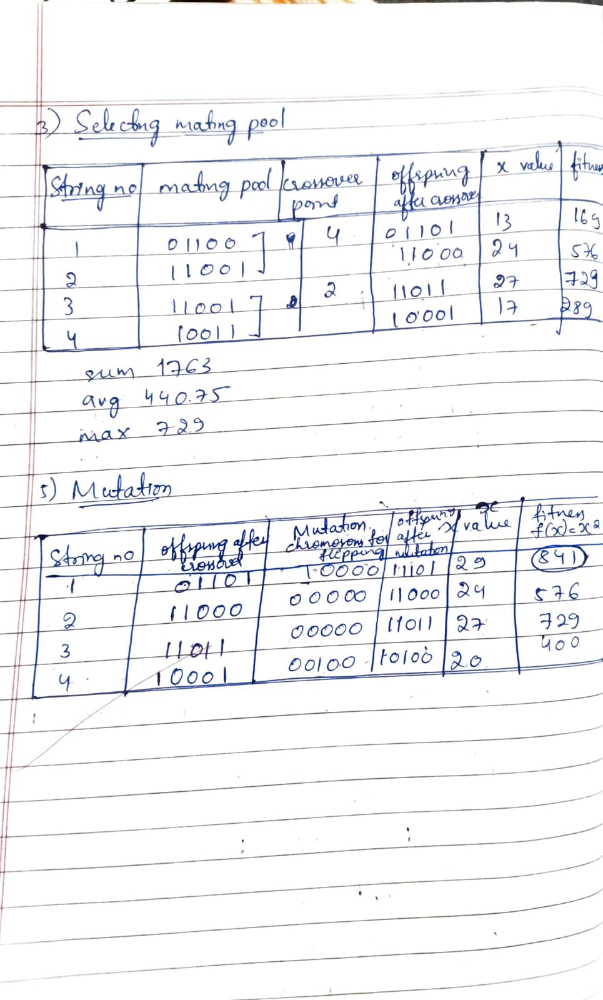 3) Selecting mating pool
String no | mating pool | crossover point | offspring after crossover | x value | fitness
1 | 01100 | 4 | 01101 | 13 | 169
2 | 11001 | | 11000 | 24 | 576
3 | 11001 | 2 | 11011 | 27 | 729
4 | 10011 | | 10001 | 17 | 289
sum 1763
avg 440.75
max 729
5) Mutation
String no | offspring after crossover | Mutation chromosome for flipping | offspring after mutation | x value | fitness f(x)=x2
1 | 01101 | 10000 | 11101 | 29 | 841
2 | 11000 | 00000 | 11000 | 24 | 576
3 | 11011 | 00000 | 11011 | 27 | 729
4 | 10001 | 00100 | 10100 | 20 | 400